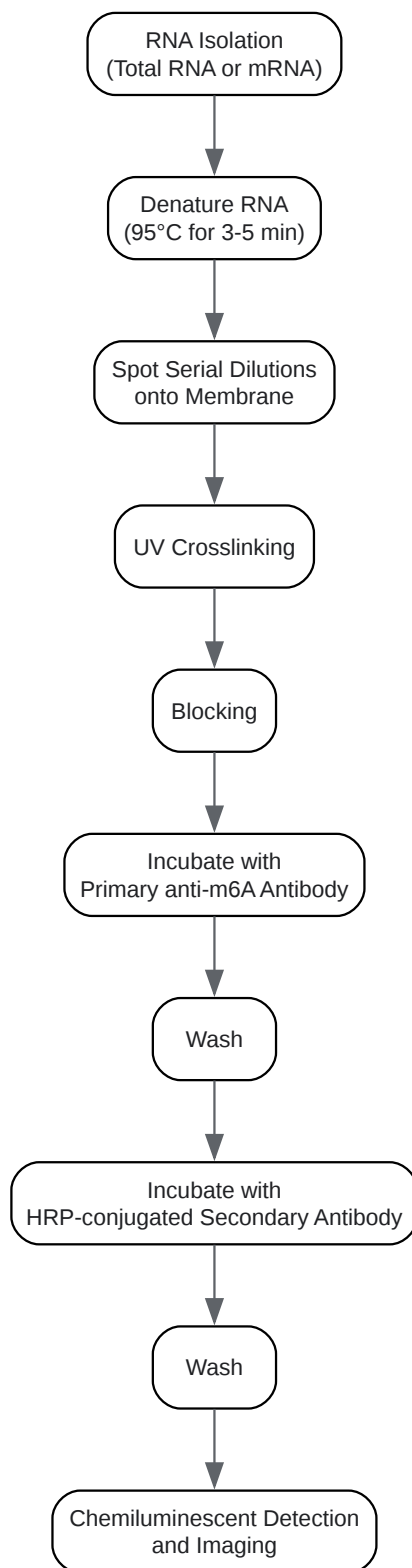 RNA Isolation
(Total RNA or mRNA)
Denature RNA
(95°C for 3-5 min)
Spot Serial Dilutions
onto Membrane
UV Crosslinking
Blocking
Incubate with
Primary anti-m6A Antibody
Wash
Incubate with
HRP-conjugated Secondary Antibody
Wash
Chemiluminescent Detection
and Imaging